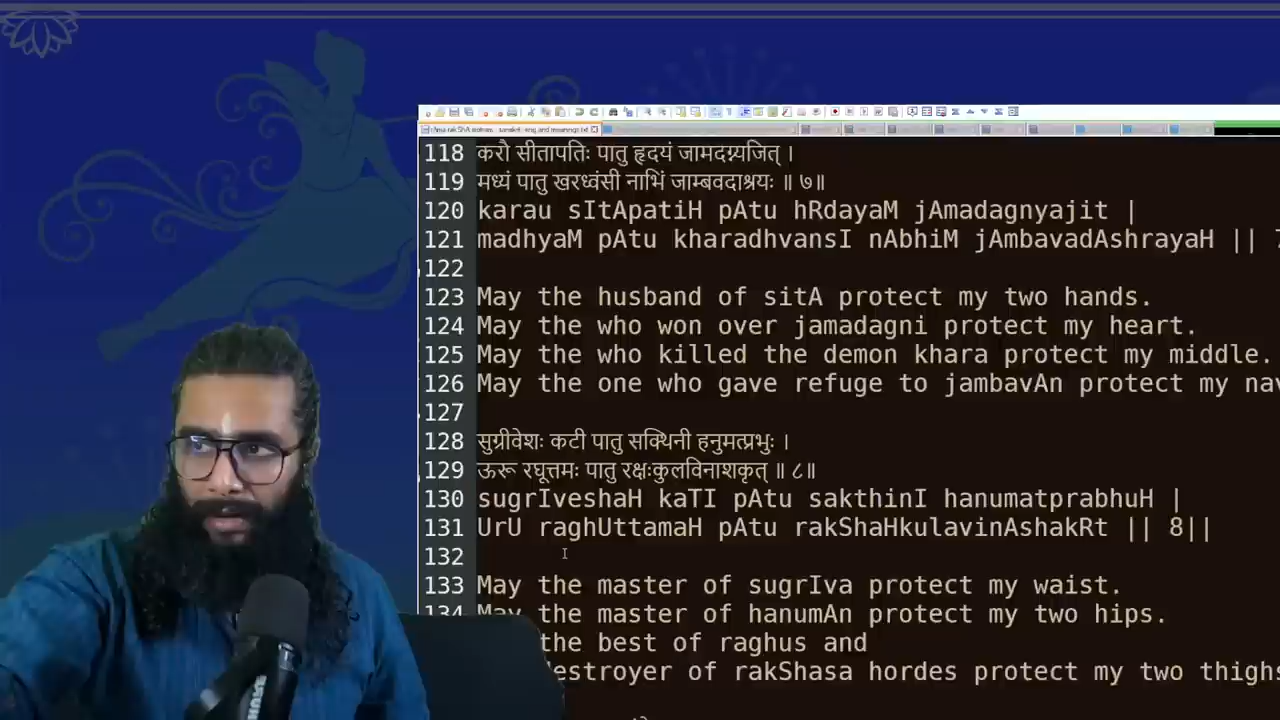 118 करौ सीतापतिः पातु हृदयं जामदग्न्यजित् ।
119 मध्यं पातु खरध्वंसी नाभिं जाम्बवदाश्रयः ॥ ७॥
120 karau sItApatiH pAtu hRdayaM jAmadagnyajit |
121 madhyaM pAtu kharadhvansI nAbhiM jAmbavadAshrayaH || 7
122
123 May the husband of sitA protect my two hands.
124 May the who won over jamadagni protect my heart.
125 May the who killed the demon khara protect my middle.
126 May the one who gave refuge to jambavAn protect my nav
127
128 सुग्रीवेशः कटी पातु सक्थिनी हनुमत्प्रभुः ।
129 ऊरू रघूत्तमः पातु रक्षःकुलविनाशकृत् ॥ ८॥
130 sugrIveshaH kaTI pAtu sakthinI hanumatprabhuH |
131 UrU raghUttamaH pAtu rakShaHkulavinAshakRt || 8||
132
133 May the master of sugrIva protect my waist.
134 May the master of hanumAn protect my two hips.
the best of raghus and
estroyer of rakShasa hordes protect my two thighs